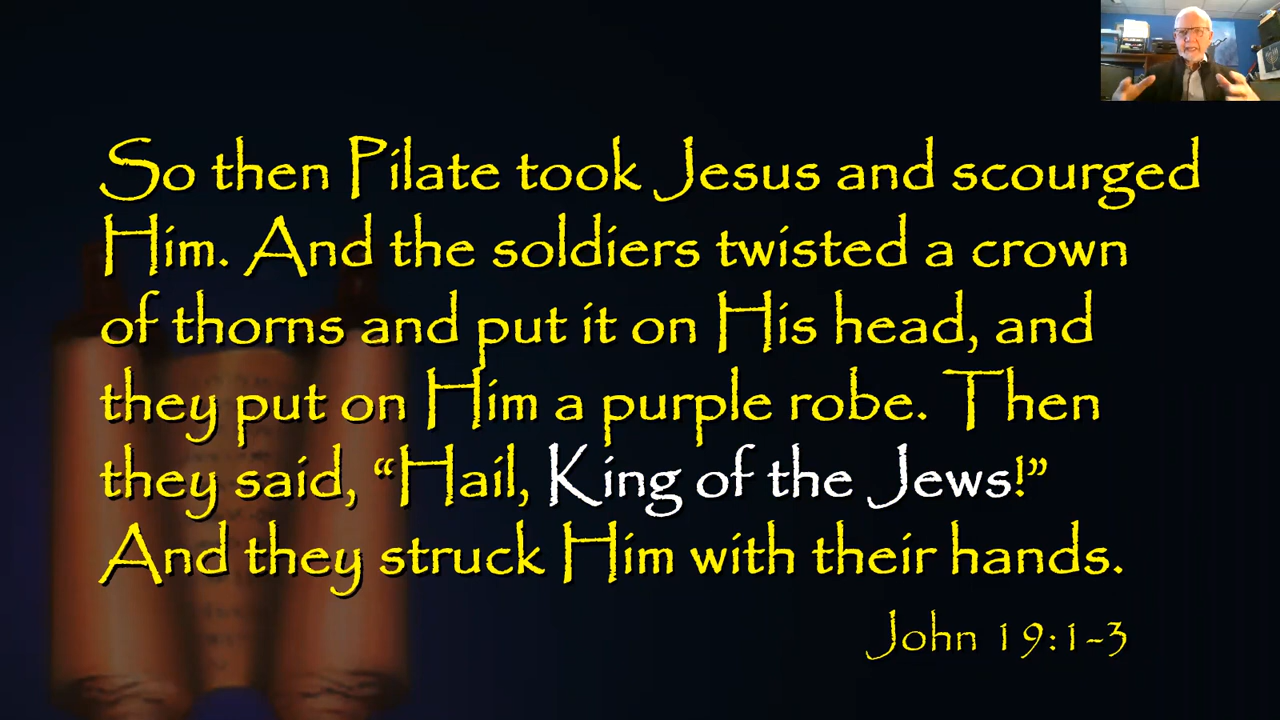 So then Pilate took Jesus and scourged
Him. And the soldiers twisted a crown
of thorns and put it on His head, and
they put on Him a purple robe. Then
they said, “Hail, King of the Jews!”
And they struck Him with their hands.
John 19:1-3